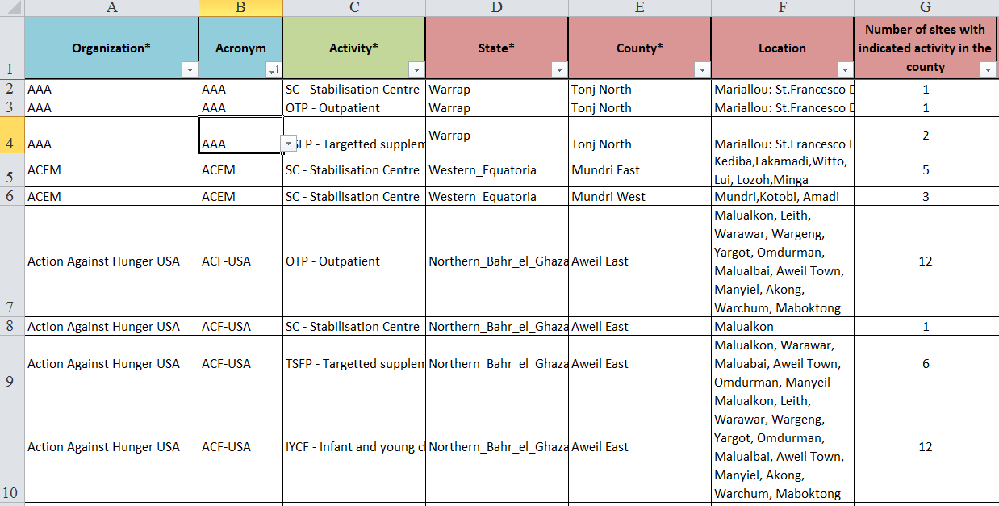 A B C D E F G
1 Organization* Acronym Activity* State* County* Location Number of sites with
indicated activity in the
county
2 AAA AAA SC - Stabilisation Centre Warrap Tonj North Mariallou: St.Francesco 1
3 AAA AAA OTP - Outpatient Warrap Tonj North Mariallou: St.Francesco 1
4 AAA AAA SFP - Targetted supplem Warrap Tonj North Mariallou: St.Francesco 2
5 ACEM ACEM SC - Stabilisation Centre Western_Equatoria Mundri East Kediba,Lakamadi,Witto,
Lui, Lozoh,Minga 5
6 ACEM ACEM SC - Stabilisation Centre Western_Equatoria Mundri West Mundri,Kotobi, Amadi 3
7 Action Against Hunger USA ACF-USA OTP - Outpatient Northern_Bahr_el_Ghaza Aweil East Malualkon, Leith,
Warawar, Wargeng,
Yargot, Omdurman,
Malualbai, Aweil Town,
Manyiel, Akong,
Warchum, Maboktong 12
8 Action Against Hunger USA ACF-USA SC - Stabilisation Centre Northern_Bahr_el_Ghaza Aweil East Malualkon 1
9 Action Against Hunger USA ACF-USA TSFP - Targetted supplem Northern_Bahr_el_Ghaza Aweil East Malualkon, Warawar,
Maluabai, Aweil Town,
Omdurman, Manyeil 6
10 Action Against Hunger USA ACF-USA IYCF - Infant and young c Northern_Bahr_el_Ghaza Aweil East Malualkon, Leith,
Warawar, Wargeng,
Yargot, Omdurman,
Malualbai, Aweil Town,
Manyiel, Akong,
Warchum, Maboktong 12